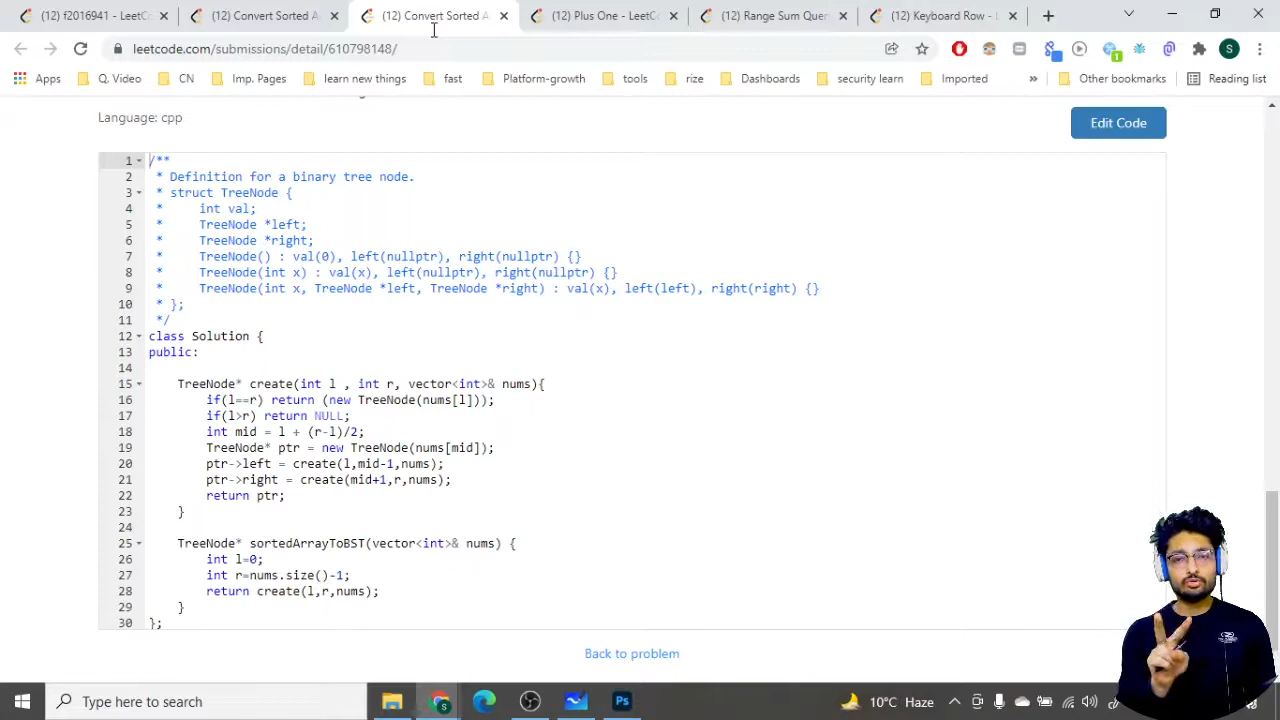 (12) f2016941 - LeetC
(12) Convert Sorted A
(12) Convert Sorted A
(12) Plus One - LeetCo
(12) Range Sum Quer
(12) Keyboard Row - L
leetcode.com/submissions/detail/610798148/
S
Apps
Q. Video
CN
Imp. Pages
learn new things
fast
Platform-growth
tools
rize
Dashboards
security learn
Imported
»
Other bookmarks
Reading list
Language: cpp
Edit Code
1 /**
2  * Definition for a binary tree node.
3  * struct TreeNode {
4  *     int val;
5  *     TreeNode *left;
6  *     TreeNode *right;
7  *     TreeNode() : val(0), left(nullptr), right(nullptr) {}
8  *     TreeNode(int x) : val(x), left(nullptr), right(nullptr) {}
9  *     TreeNode(int x, TreeNode *left, TreeNode *right) : val(x), left(left), right(right) {}
10  * };
11  */
12 class Solution {
13 public:
14
15     TreeNode* create(int l , int r, vector<int>& nums){
16         if(l==r) return (new TreeNode(nums[l]));
17         if(l>r) return NULL;
18         int mid = l + (r-l)/2;
19         TreeNode* ptr = new TreeNode(nums[mid]);
20         ptr->left = create(l,mid-1,nums);
21         ptr->right = create(mid+1,r,nums);
22         return ptr;
23     }
24
25     TreeNode* sortedArrayToBST(vector<int>& nums) {
26         int l=0;
27         int r=nums.size()-1;
28         return create(l,r,nums);
29     }
30 };
Back to problem
Type here to search
10°C Haze